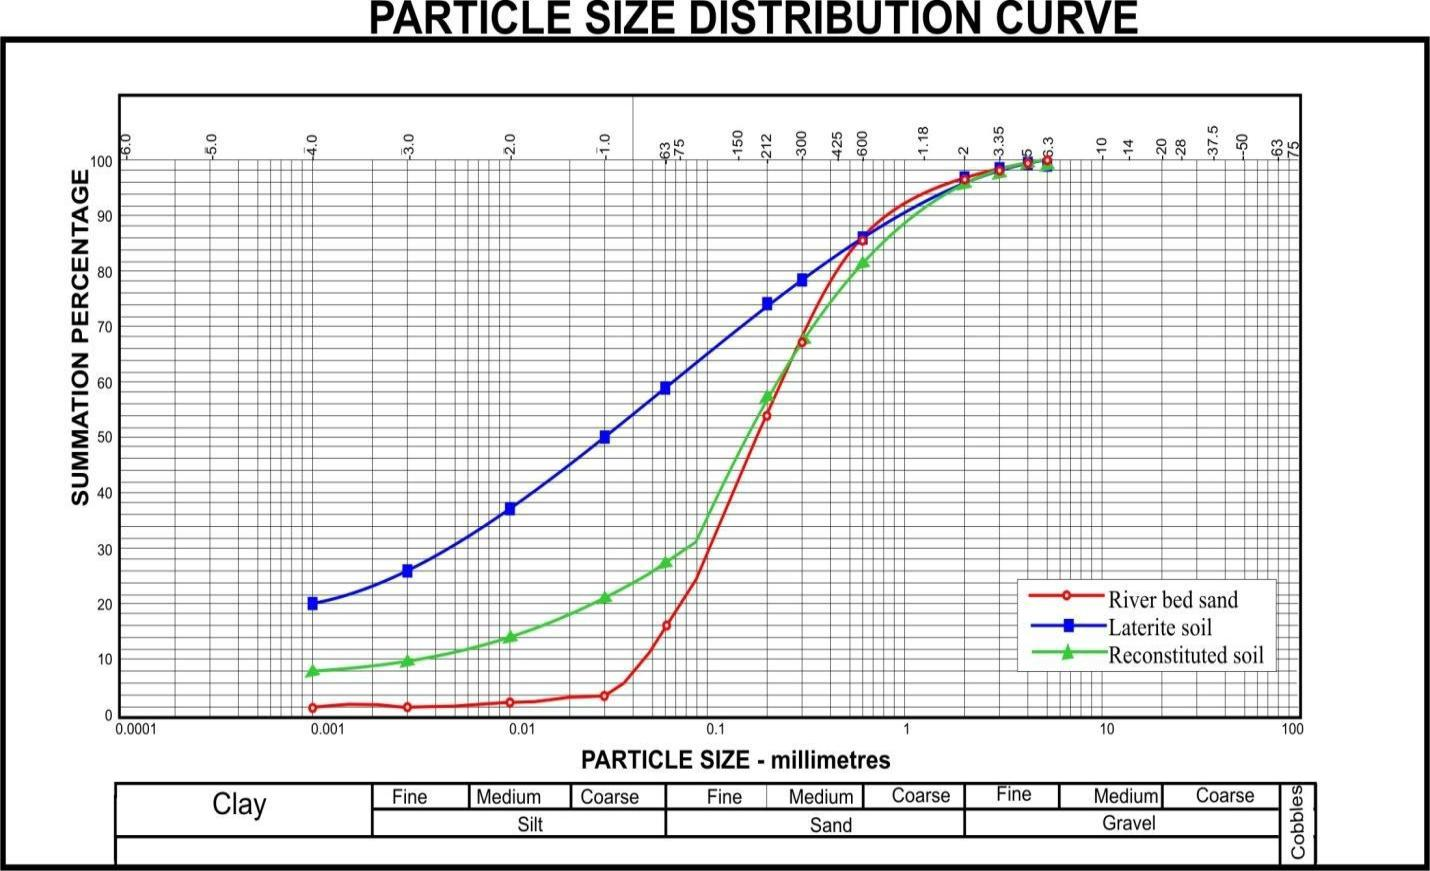 PARTICLE SIZE DISTRIBUTION CURVE
-6.0 -5.0 -4.0 -3.0 -2.0 -1.0 -63 -75 -150 -212 -300 -425 -600 -1.18 -2 -3.35 -5 -6.3 -10 -14 -20 -28 -37.5 -50 -63 -75
SUMMATION PERCENTAGE
100
90
80
70
60
50
40
30
20
10
0
River bed sand
Laterite soil
Reconstituted soil
0.0001 0.001 0.01 0.1 1 10 100
PARTICLE SIZE - millimetres
Clay Fine Medium Coarse Fine Medium Coarse Fine Medium Coarse Cobbles
Silt Sand Gravel